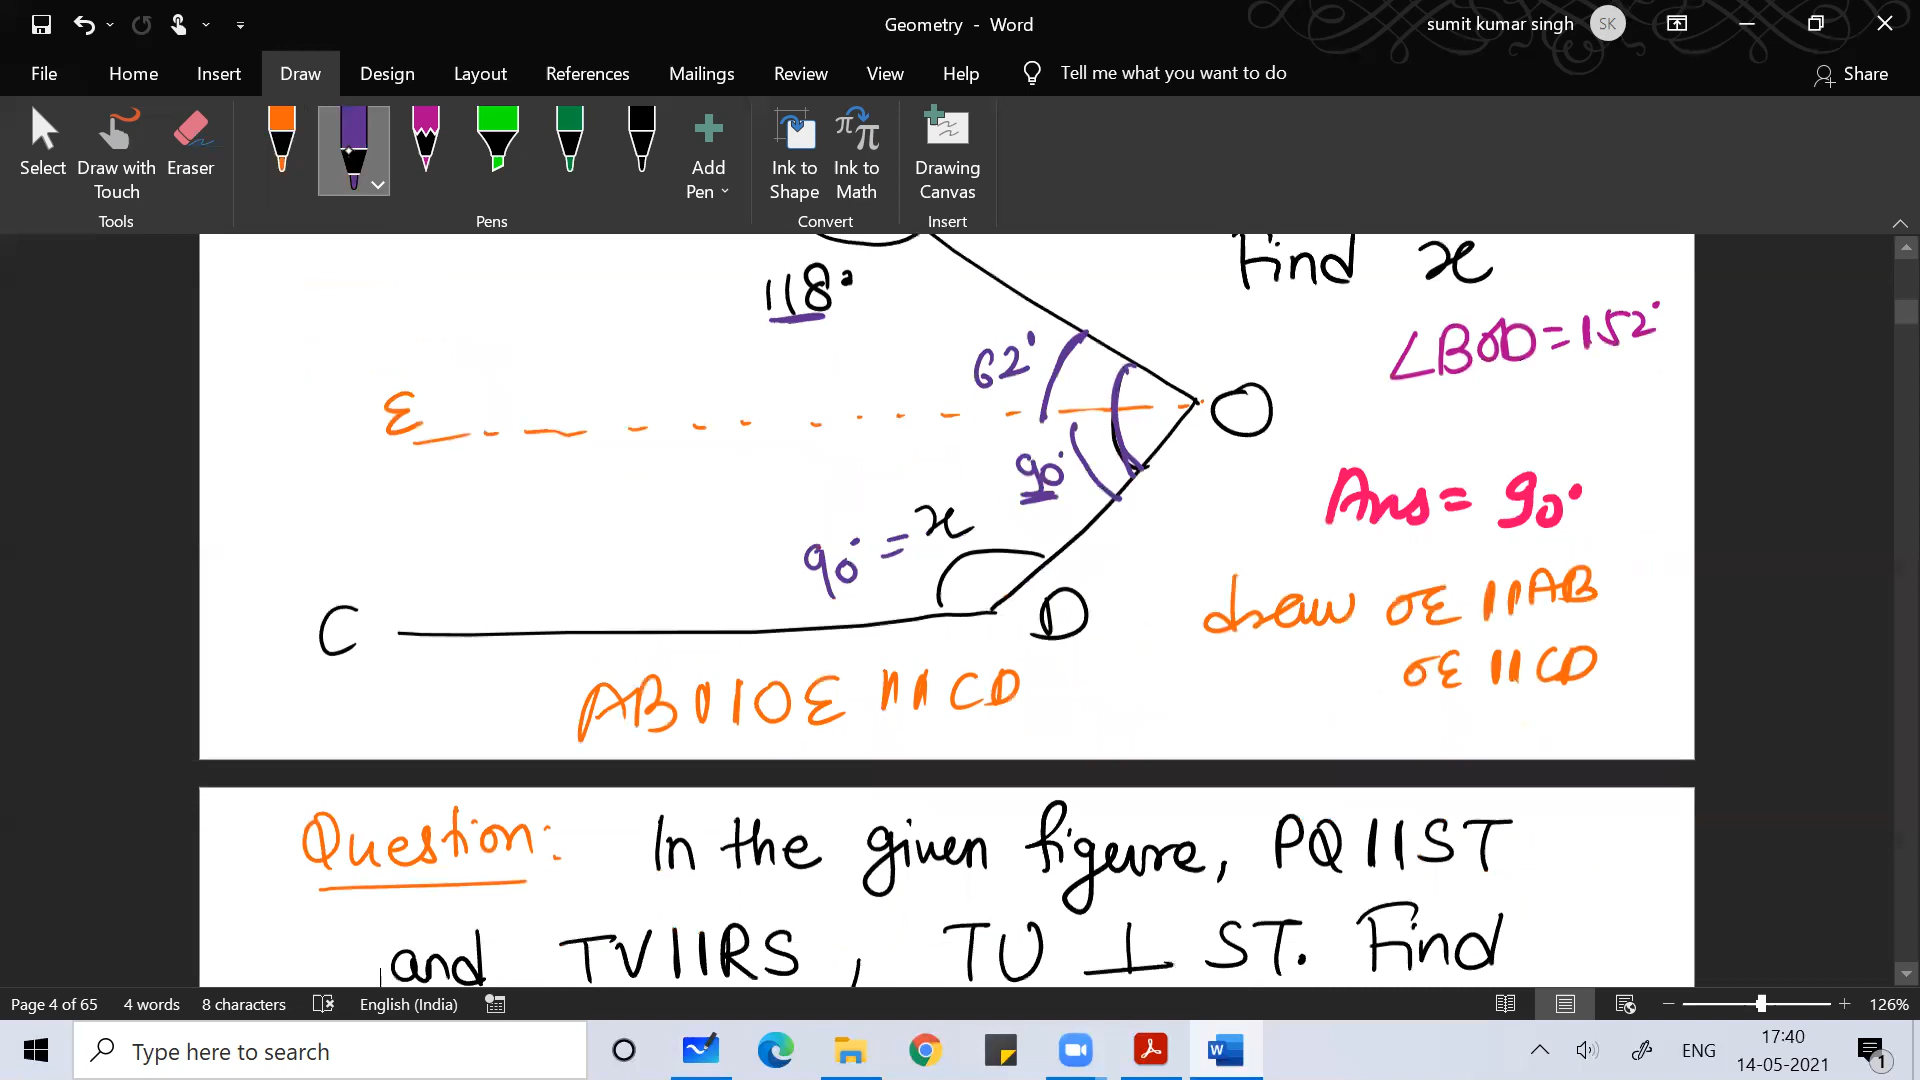 Geometry - Word
sumit kumar singh
SK
File Home Insert Draw Design Layout References Mailings Review View Help Tell me what you want to do Share
Select Draw with Touch Eraser
Add Pen
Ink to Shape Ink to Math
Drawing Canvas
Tools Pens Convert Insert
Find x
118°
∠BOD=152°
62°
E
O
90°
Ans= 90°
90°=x
C
D
draw OE ||AB
OE ||CD
AB||OE ||CD
Question: In the given figure, PQ||ST
and TV||RS, TU ⊥ ST. Find
Page 4 of 65 4 words 8 characters English (India) 126%
Type here to search
ENG
17:40
14-05-2021
1